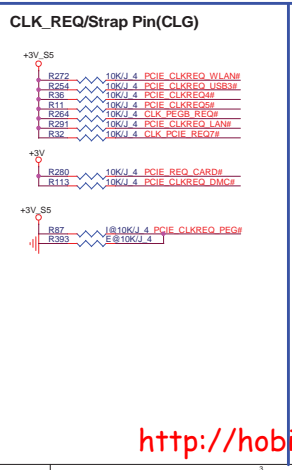 CLK_REQ/Strap Pin(CLG)
+3V_S5
R272 10K/J_4 PCIE_CLKREQ_WLAN#
R254 10K/J_4 PCIE_CLKREQ_USB3#
R36 10K/J_4 PCIE_CLKREQ4#
R11 10K/J_4 PCIE_CLKREQ5#
R264 10K/J_4 CLK_PEGB_REQ#
R291 10K/J_4 PCIE_CLKREQ_LAN#
R32 10K/J_4 CLK_PCIE_REQ7#
+3V
R280 10K/J_4 PCIE_REQ_CARD#
R113 10K/J_4 PCIE_CLKREQ_DMC#
+3V_S5
R87 I@10K/J_4 PCIE_CLKREQ_PEG#
R393 E@10K/J_4
http://hobi
3